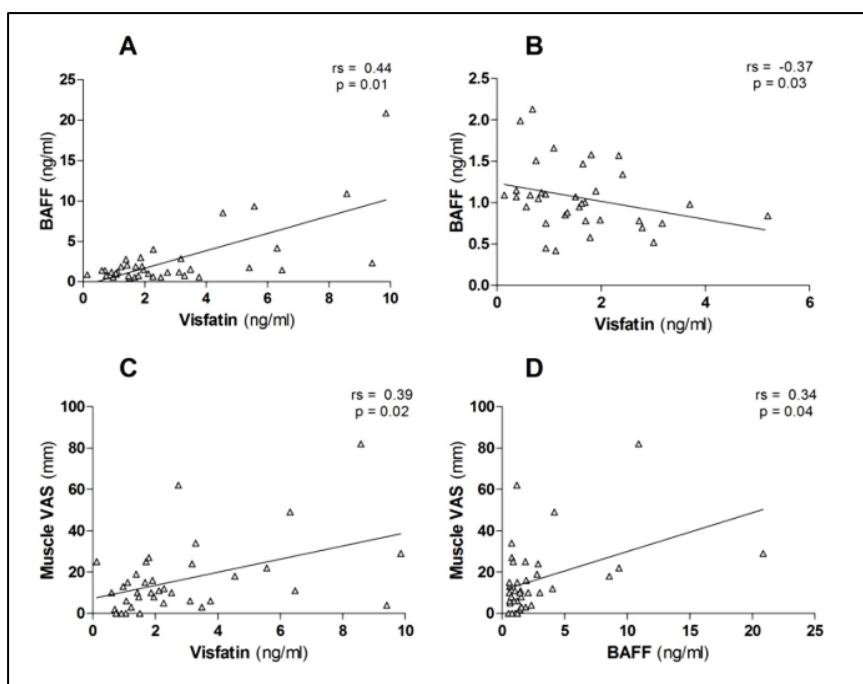 A
rs = 0.44
p = 0.01
BAFF (ng/ml)
25
20
15
10
5
0
0 2 4 6 8 10
Visfatin (ng/ml)
B
rs = -0.37
p = 0.03
BAFF (ng/ml)
2.5
2.0
1.5
1.0
0.5
0.0
0 2 4 6
Visfatin (ng/ml)
C
rs = 0.39
p = 0.02
Muscle VAS (mm)
100
80
60
40
20
0
0 2 4 6 8 10
Visfatin (ng/ml)
D
rs = 0.34
p = 0.04
Muscle VAS (mm)
100
80
60
40
20
0
0 5 10 15 20 25
BAFF (ng/ml)